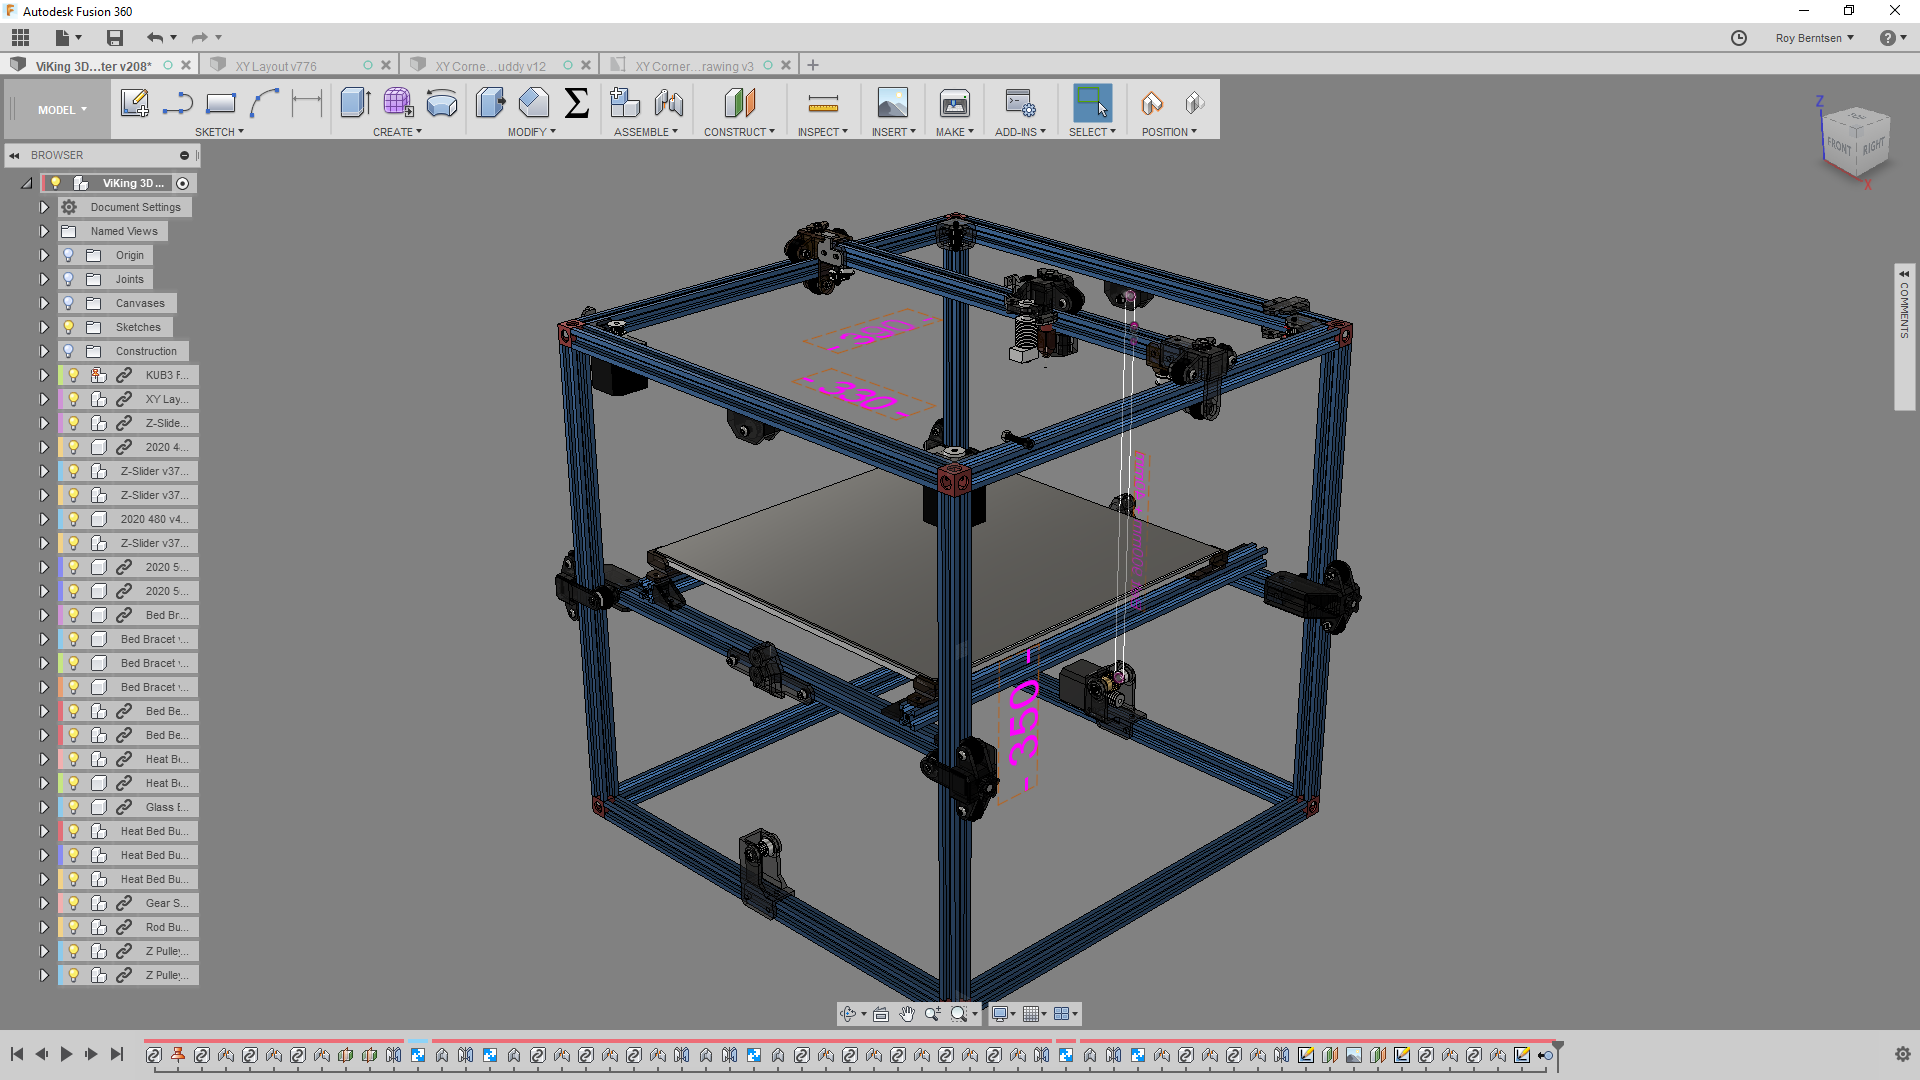 Autodesk Fusion 360
Roy Berntsen
ViKing 3D...ter v208*
XY Layout v776
XY Corne...uddy v12
XY Corner...rawing v3
MODEL
SKETCH
CREATE
MODIFY
ASSEMBLE
CONSTRUCT
INSPECT
INSERT
MAKE
ADD-INS
SELECT
POSITION
BROWSER
ViKing 3D ...
Document Settings
Named Views
Origin
Joints
Canvases
Sketches
Construction
KUB3 F...
XY Lay...
Z-Slide...
2020 4...
Z-Slider v37...
Z-Slider v37...
2020 480 v4...
Z-Slider v37...
2020 5...
2020 5...
Bed Br...
Bed Bracet v...
Bed Bracet v...
Bed Bracet v...
Bed Be...
Bed Be...
Heat B...
Heat B...
Glass B...
Heat Bed Bu...
Heat Bed Bu...
Heat Bed Bu...
Gear S...
Rod Bu...
Z Pulley...
Z Pulley...
Z
TOP
FRONT
RIGHT
X
COMMENTS
- 390 -
- 330 -
- 350 -